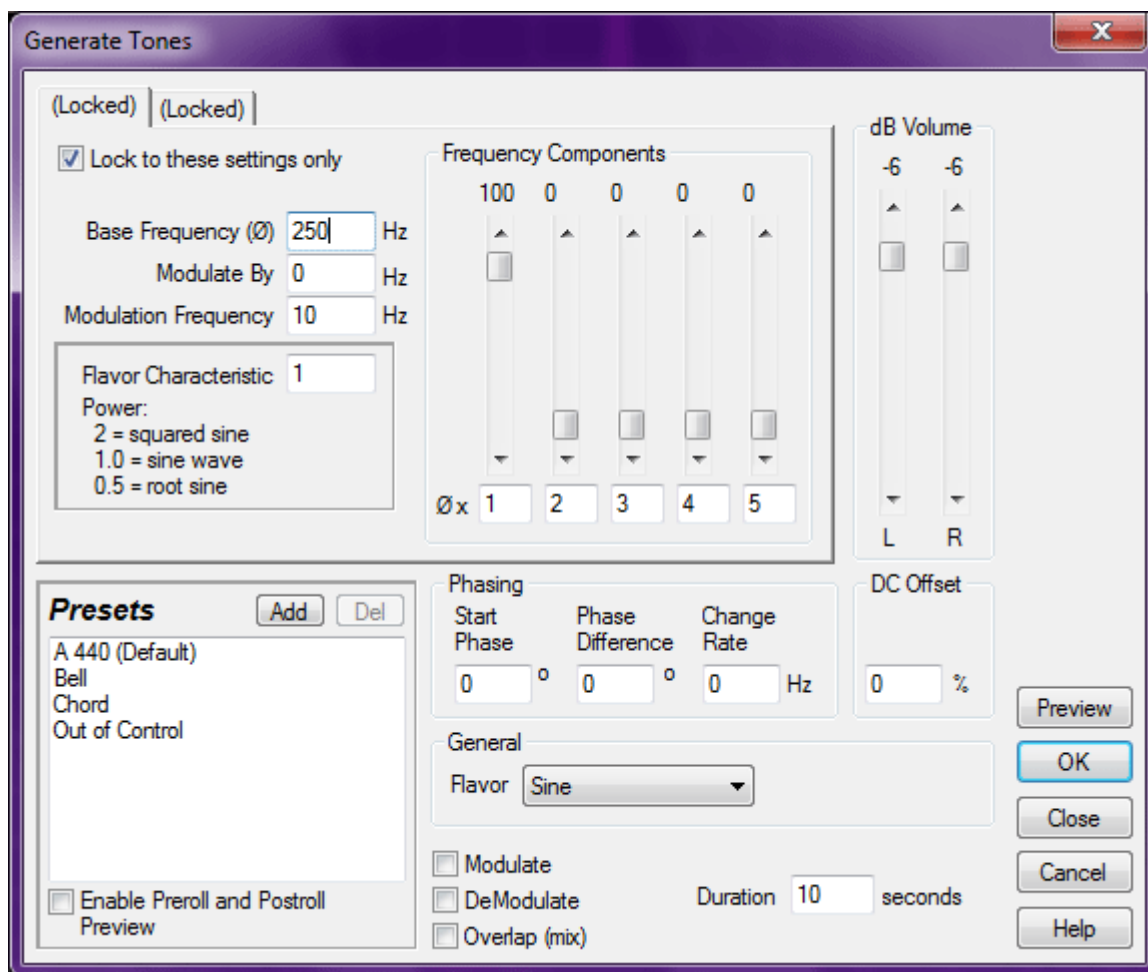 Generate Tones
(Locked) (Locked)
Lock to these settings only
Base Frequency (Ø) 250 Hz
Modulate By 0 Hz
Modulation Frequency 10 Hz
Flavor Characteristic 1
Power:
2 = squared sine
1.0 = sine wave
0.5 = root sine
Frequency Components
100 0 0 0 0
Ø x 1 2 3 4 5
dB Volume
-6 -6
L R
Presets Add Del
A 440 (Default)
Bell
Chord
Out of Control
Enable Preroll and Postroll
Preview
Phasing
Start Phase Change
Phase Difference Rate
0 º 0 º 0 Hz
DC Offset
0 %
General
Flavor Sine
Modulate
DeModulate
Overlap (mix)
Duration 10 seconds
Preview
OK
Close
Cancel
Help